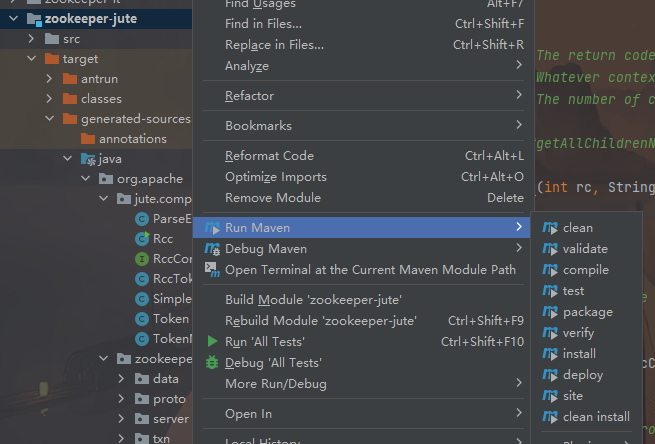 zookeeper-it
zookeeper-jute
src
target
antrun
classes
generated-sources
annotations
java
org.apache
jute.comp
ParseE
Rcc
RccCon
RccTok
Simple
Token
TokenM
zookeeper
data
proto
server
txn
Find Usages Alt+F7
Find in Files... Ctrl+Shift+F
Replace in Files... Ctrl+Shift+R
Analyze
Refactor
Bookmarks
Reformat Code Ctrl+Alt+L
Optimize Imports Ctrl+Alt+O
Remove Module Delete
Run Maven
Debug Maven
Open Terminal at the Current Maven Module Path
Build Module 'zookeeper-jute'
Rebuild Module 'zookeeper-jute' Ctrl+Shift+F9
Run 'All Tests' Ctrl+Shift+F10
Debug 'All Tests'
More Run/Debug
Open In
Local History
clean
validate
compile
test
package
verify
install
deploy
site
clean install
The return code
Whatever contex
The number of c
getAllChildrenN
(int rc, String